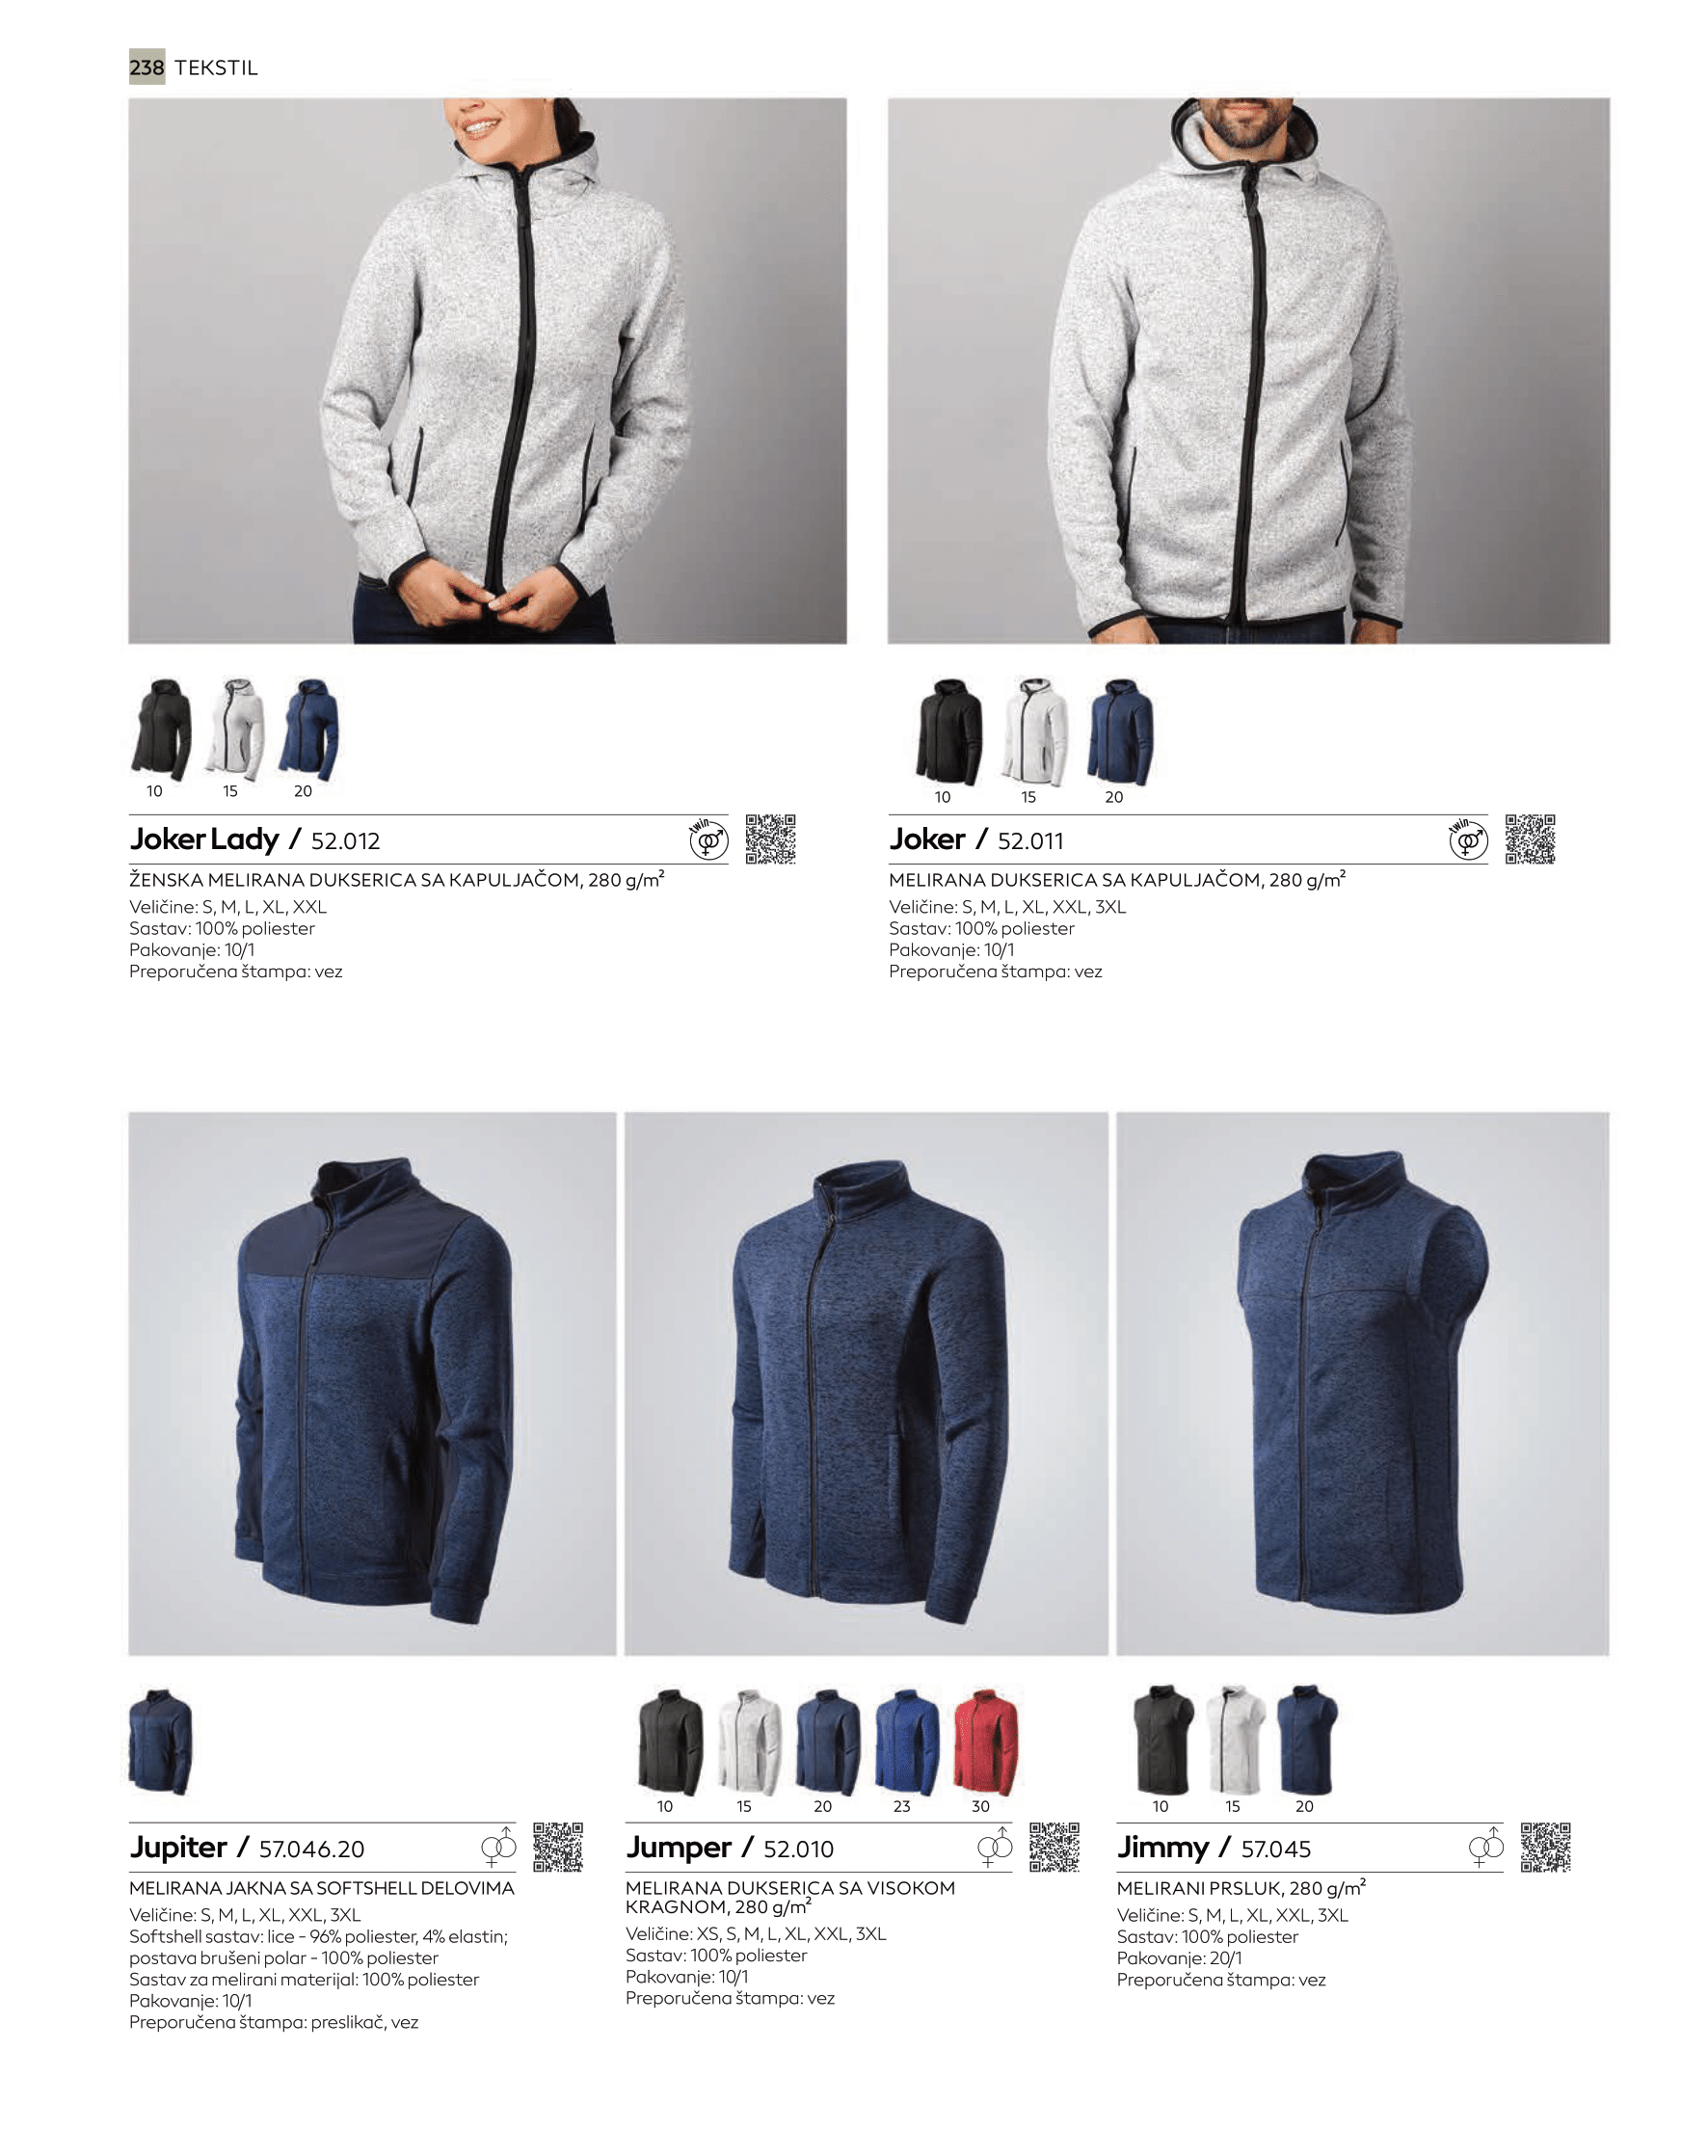 238 TEKSTIL
10 15 20
Joker Lady / 52.012
twin
ŽENSKA MELIRANA DUKSERICA SA KAPULJAČOM, 280 g/m²
Veličine: S, M, L, XL, XXL
Sastav: 100% poliester
Pakovanje: 10/1
Preporučena štampa: vez
10 15 20
Joker / 52.011
twin
MELIRANA DUKSERICA SA KAPULJAČOM, 280 g/m²
Veličine: S, M, L, XL, XXL, 3XL
Sastav: 100% poliester
Pakovanje: 10/1
Preporučena štampa: vez
Jupiter / 57.046.20
MELIRANA JAKNA SA SOFTSHELL DELOVIMA
Veličine: S, M, L, XL, XXL, 3XL
Softshell sastav: lice - 96% poliester, 4% elastin;
postava brušeni polar - 100% poliester
Sastav za melirani materijal: 100% poliester
Pakovanje: 10/1
Preporučena štampa: preslikač, vez
10 15 20 23 30
Jumper / 52.010
MELIRANA DUKSERICA SA VISOKOM
KRAGNOM, 280 g/m²
Veličine: XS, S, M, L, XL, XXL, 3XL
Sastav: 100% poliester
Pakovanje: 10/1
Preporučena štampa: vez
10 15 20
Jimmy / 57.045
MELIRANI PRSLUK, 280 g/m²
Veličine: S, M, L, XL, XXL, 3XL
Sastav: 100% poliester
Pakovanje: 20/1
Preporučena štampa: vez